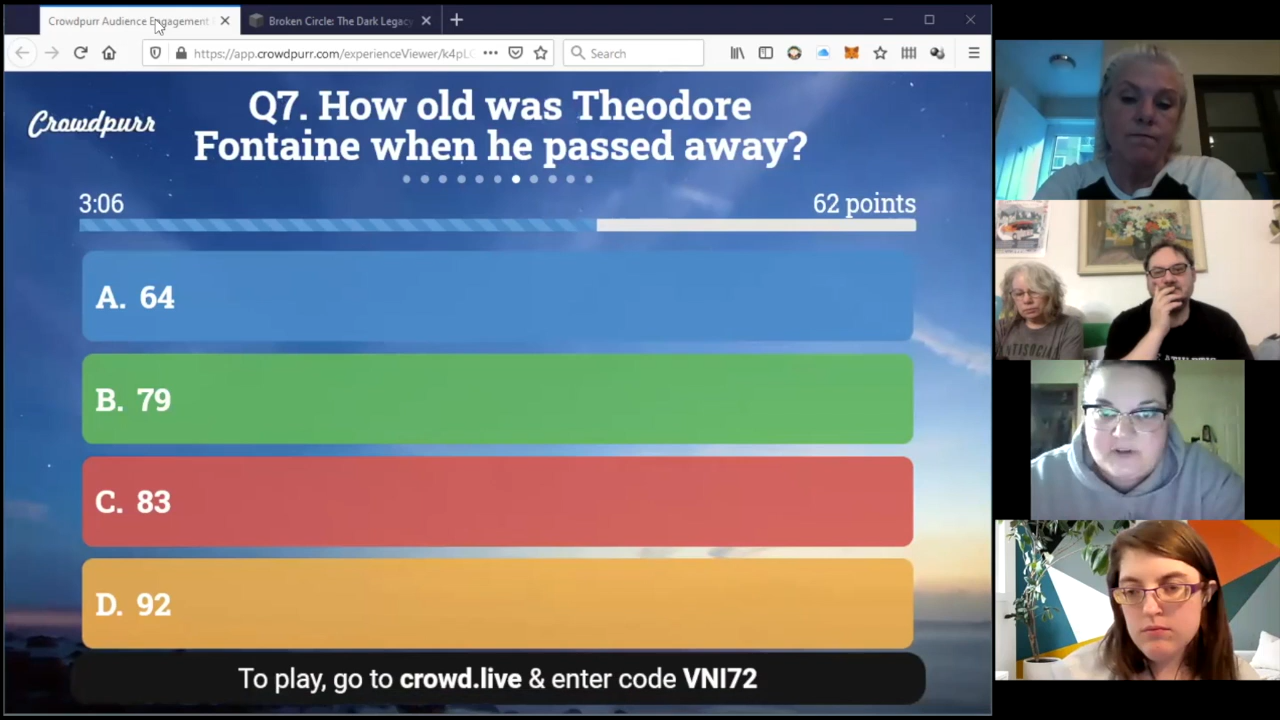 Crowdpurr Audience Engagement
Broken Circle: The Dark Legacy
https://app.crowdpurr.com/experienceViewer/k4pL
Search
Crowdpurr
Q7. How old was Theodore
Fontaine when he passed away?
3:06
62 points
A. 64
B. 79
C. 83
D. 92
To play, go to crowd.live & enter code VNI72
ANTISOCIAL